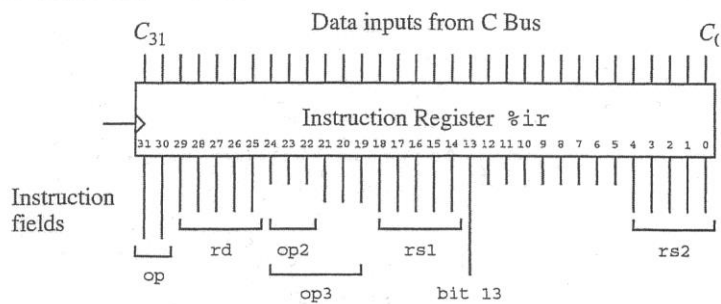 Data inputs from C Bus
C31
Instruction Register %ir
31 30 29 28 27 26 25 24 23 22 21 20 19 18 17 16 15 14 13 12 11 10 9 8 7 6 5 4 3 2 1 0
Instruction
fields
rd op2 rs1 rs2
op
op3 bit 13